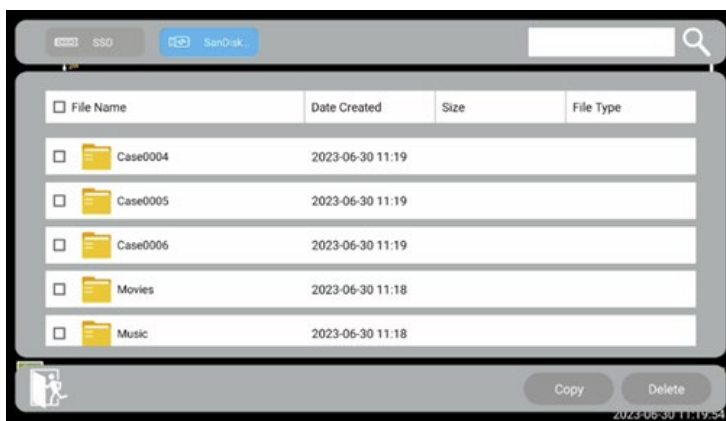 SSD SanDisk...
File Name Date Created Size File Type
Case0004 2023-06-30 11:19
Case0005 2023-06-30 11:19
Case0006 2023-06-30 11:19
Movies 2023-06-30 11:18
Music 2023-06-30 11:18
Copy Delete
2023-06-30 11:19:54